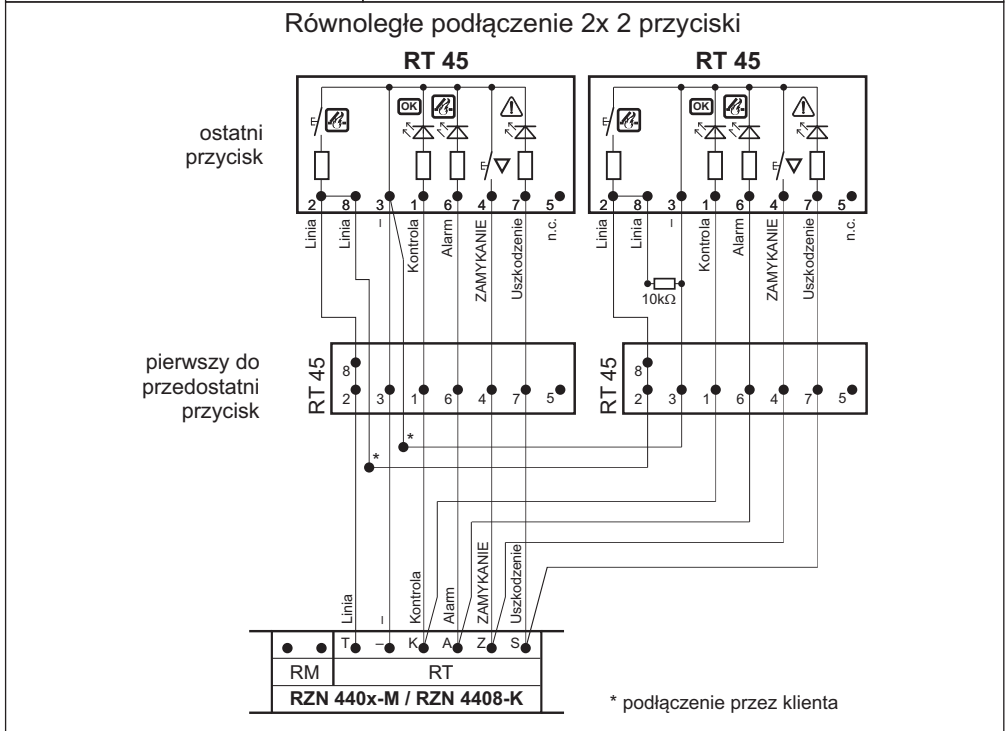 Równoległe podłączenie 2x 2 przyciski
RT 45 RT 45
OK OK
ostatni
przycisk
2 8 3 1 6 4 7 5 2 8 3 1 6 4 7 5
Linia Linia – Kontrola Alarm ZAMYKANIE Uszkodzenie n.c. Linia Linia – Kontrola Alarm ZAMYKANIE Uszkodzenie n.c.
10kΩ
pierwszy do
przedostatni
przycisk
RT 45 8 RT 45 8
2 3 1 6 4 7 5 2 3 1 6 4 7 5
*
*
Linia – Kontrola Alarm ZAMYKANIE Uszkodzenie
T – K A Z S
RM RT
RZN 440x-M / RZN 4408-K
* podłączenie przez klienta